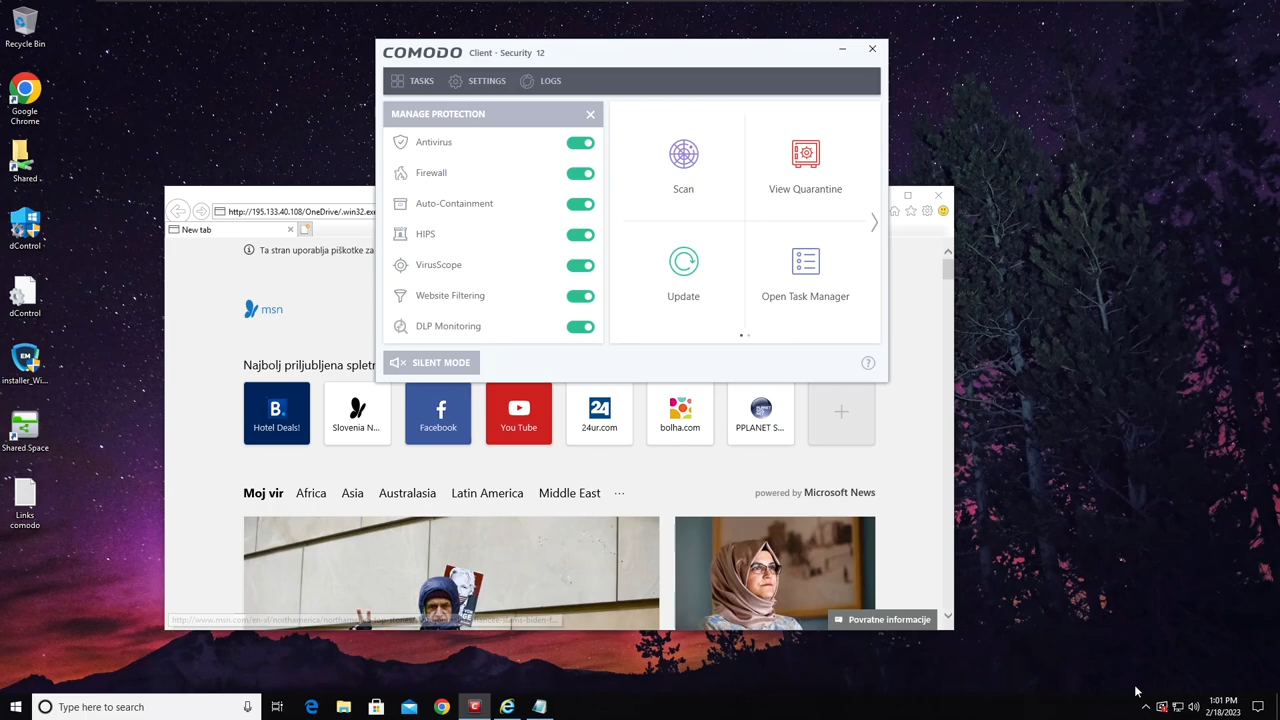 Recycle Bin
Google
Chrome
Shared
dControl
dControl
installer_Wi...
Shared Space
Links
comodo
COMODO Client - Security 12
TASKS SETTINGS LOGS
MANAGE PROTECTION
Antivirus
Firewall
Auto-Containment
HIPS
VirusScope
Website Filtering
DLP Monitoring
SILENT MODE
Scan
View Quarantine
Update
Open Task Manager
http://195.133.40.108/OneDrive/.win32.exe
New tab
Ta stran uporablja piškotke za
msn
Najbolj priljubljena spletn
B.
Hotel Deals!
Slovenia N...
Facebook
You Tube
24
24ur.com
bolha.com
PLANET NET
PPLANET S...
Moj vir Africa Asia Australasia Latin America Middle East ...
powered by Microsoft News
Povratne informacije
Type here to search
1:01 PM
2/18/2023